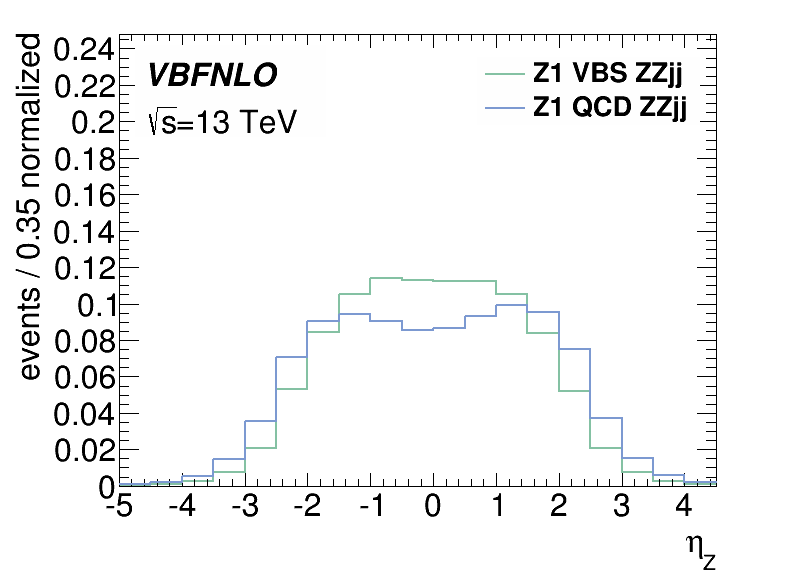 events / 0.35 normalized
0.24
0.22
0.2
0.18
0.16
0.14
0.12
0.1
0.08
0.06
0.04
0.02
0
VBFNLO
√s=13 TeV
Z1 VBS ZZjj
Z1 QCD ZZjj
-5 -4 -3 -2 -1 0 1 2 3 4
η_Z